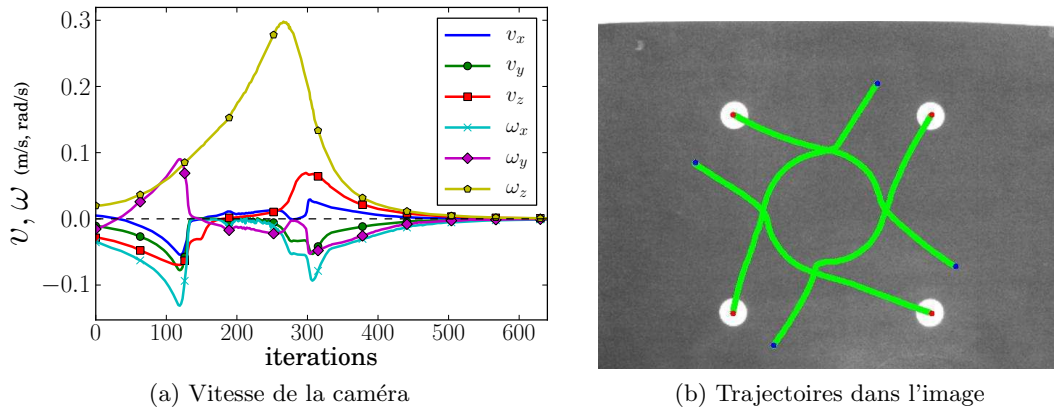 0.3
0.2
0.1
0.0
−0.1
v, ω (m/s, rad/s)
v_x
v_y
v_z
ω_x
ω_y
ω_z
0 100 200 300 400 500 600
iterations
(a) Vitesse de la caméra
(b) Trajectoires dans l'image